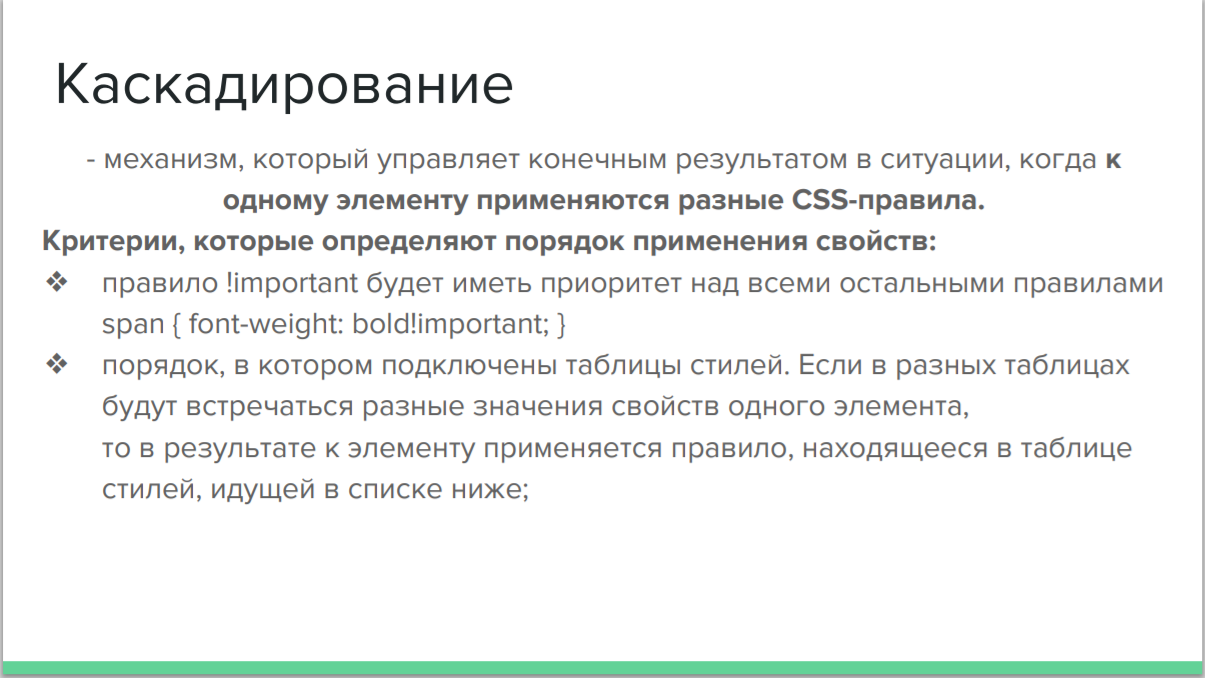 Каскадирование
- механизм, который управляет конечным результатом в ситуации, когда к
одному элементу применяются разные CSS-правила.
Критерии, которые определяют порядок применения свойств:
❖ правило !important будет иметь приоритет над всеми остальными правилами
span { font-weight: bold!important; }
❖ порядок, в котором подключены таблицы стилей. Если в разных таблицах
будут встречаться разные значения свойств одного элемента,
то в результате к элементу применяется правило, находящееся в таблице
стилей, идущей в списке ниже;